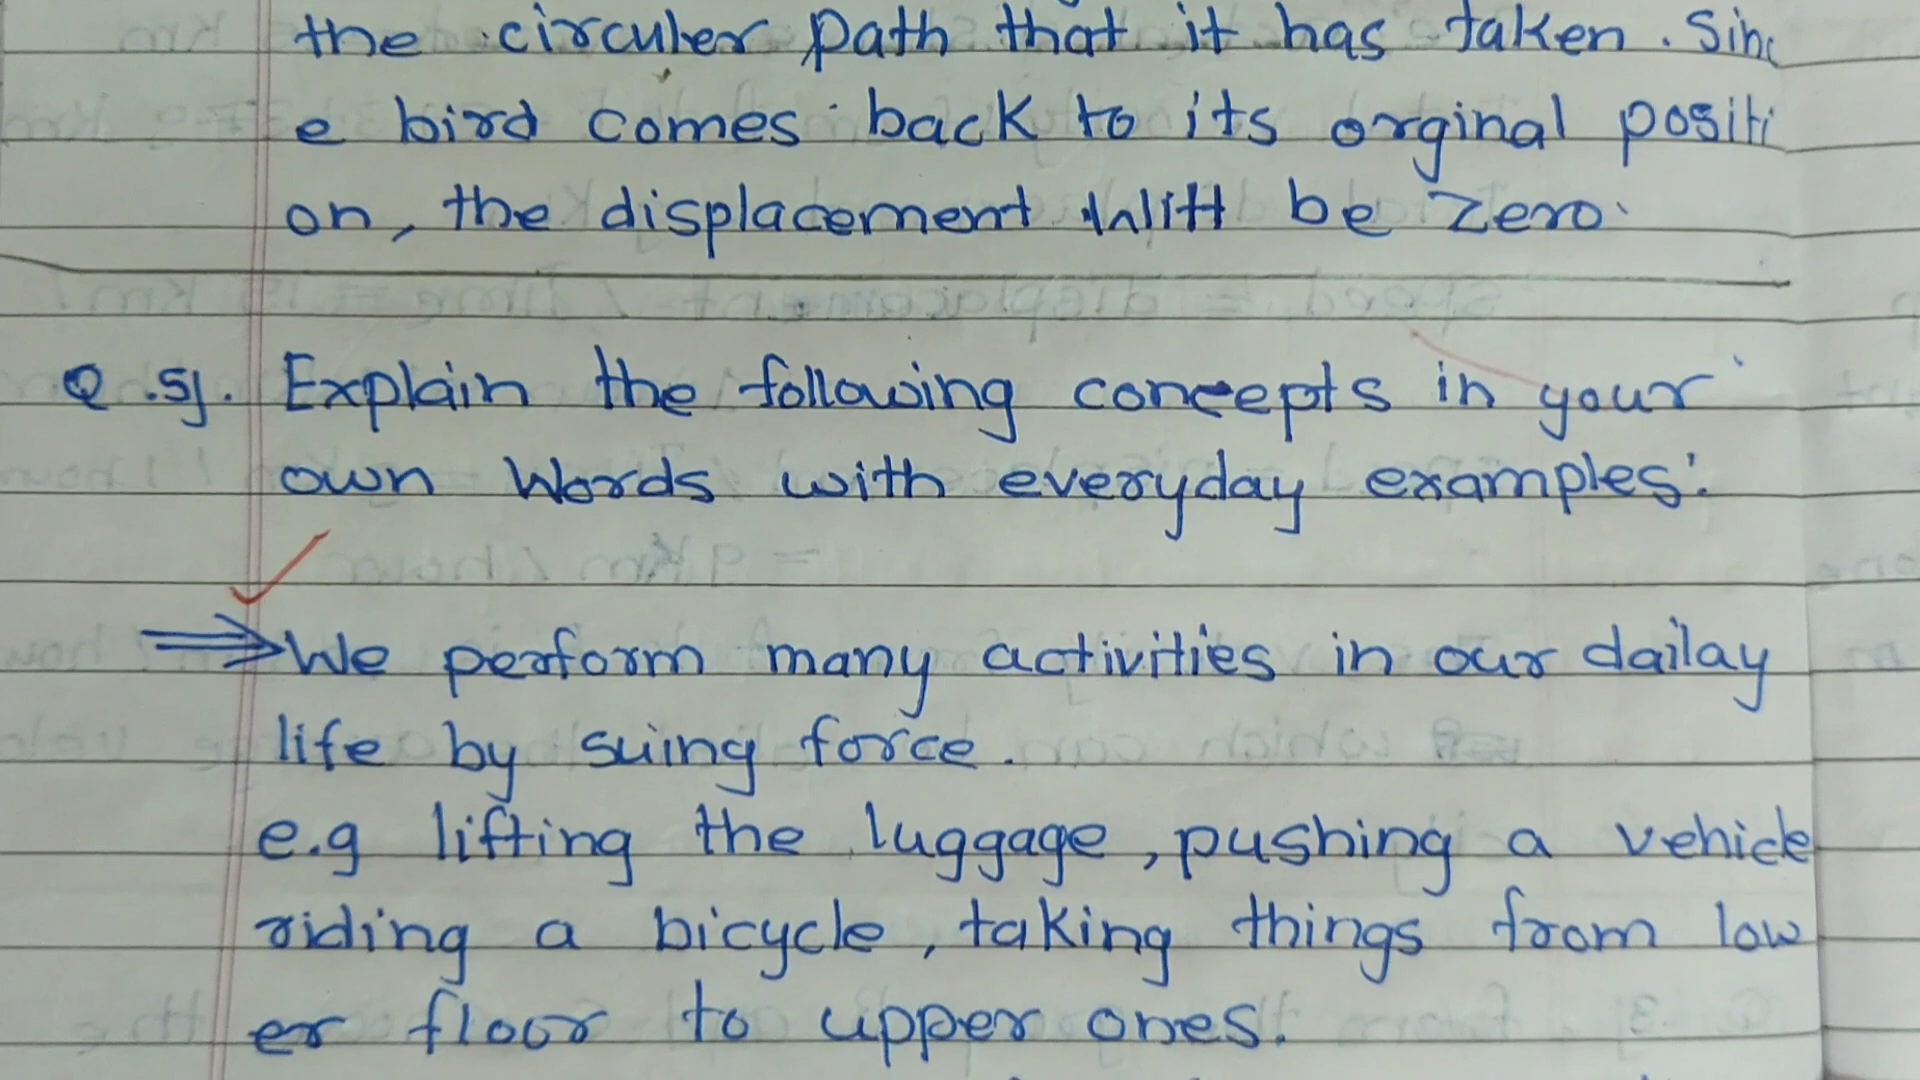 the circuler path that it has taken. Sinc
e bird comes back to its orginal positi
on, the displacement will be zero.
Q.5). Explain the following concepts in your
own words with everyday examples:
⇒ We perform many activities in our dailay
life by suing force.
e.g lifting the luggage, pushing a vehicle
riding a bicycle, taking things from low
er floor to upper ones.